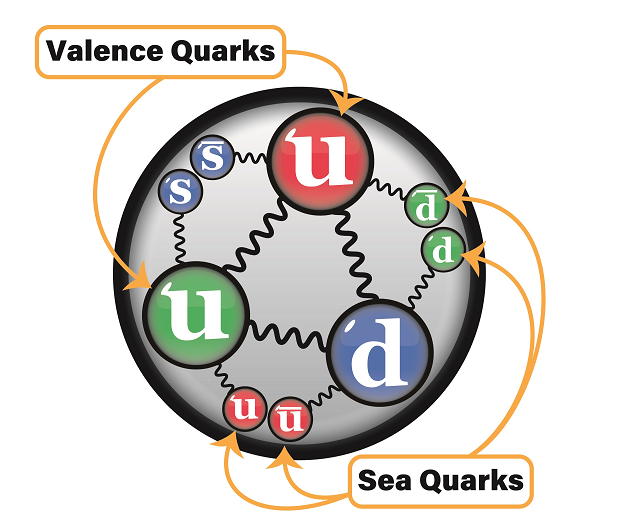 Valence Quarks
u
s̅
s
d̅
d
u
d
u
u̅
Sea Quarks